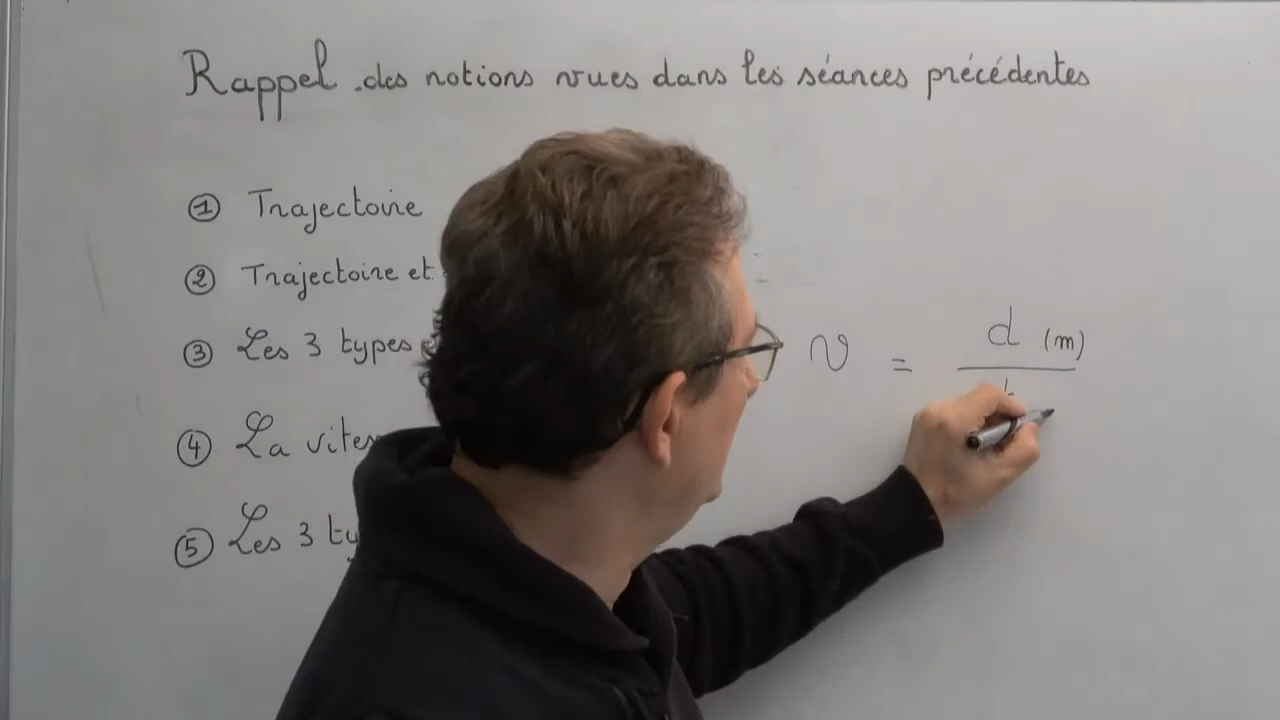 Rappel des notions vues dans les séances précédentes
① Trajectoire
② Trajectoire et
③ Les 3 types
④ La vites
⑤ Les 3 ty
v = d (m)